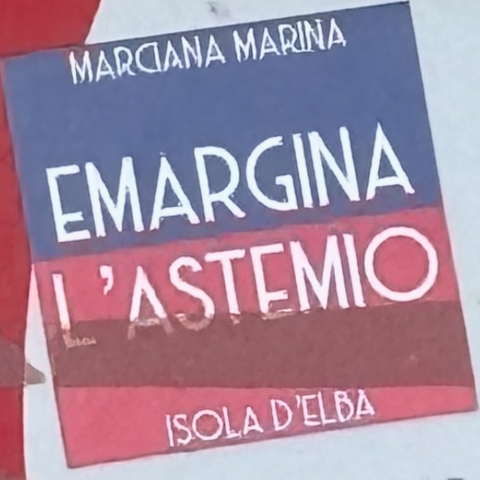 MARCIANA MARINA
EMARGINA
L'ASTEMIO
ISOLA D'ELBA